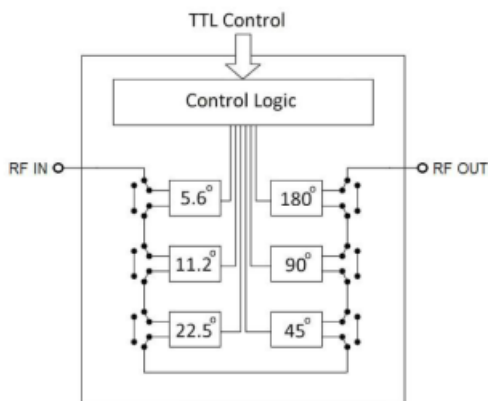 TTL Control
Control Logic
RF IN
RF OUT
5.6°
180°
11.2°
90°
22.5°
45°